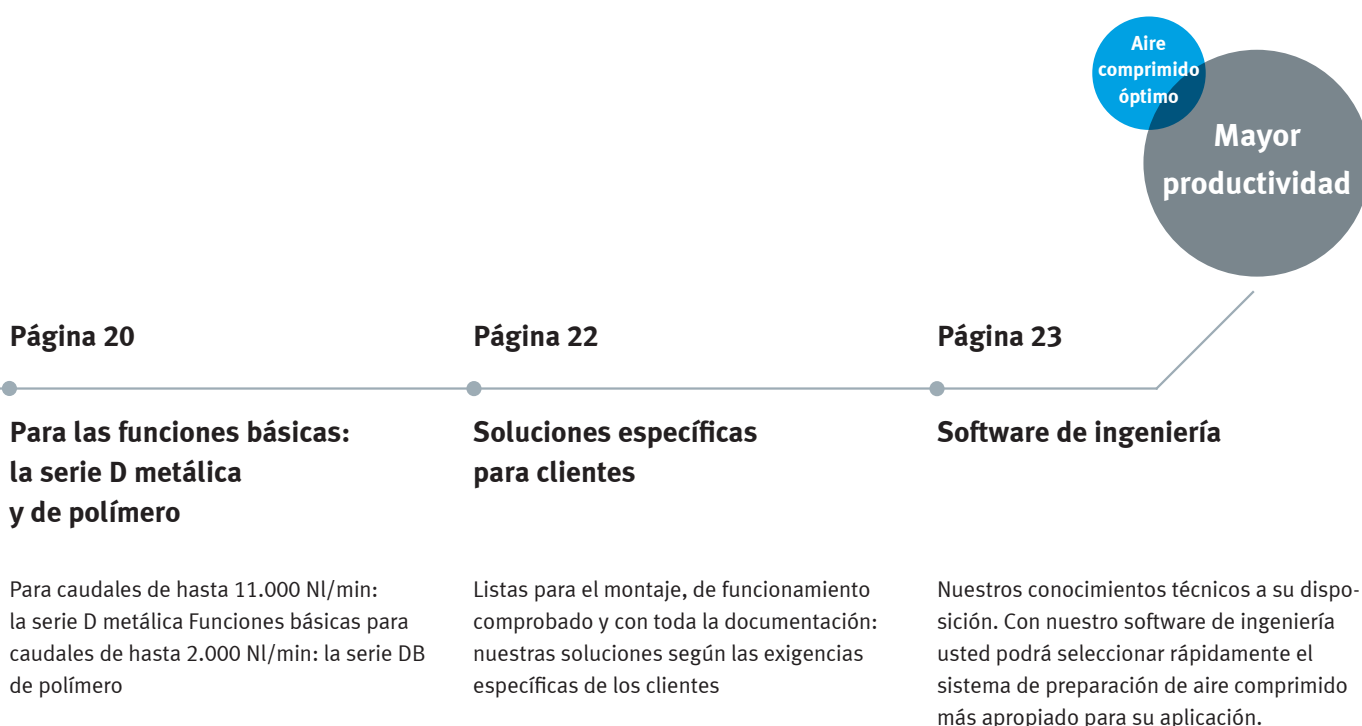 Aire
comprimido
óptimo
Mayor
productividad
Página 20
Para las funciones básicas:
la serie D metálica
y de polímero
Para caudales de hasta 11.000 Nl/min:
la serie D metálica Funciones básicas para
caudales de hasta 2.000 Nl/min: la serie DB
de polímero
Página 22
Soluciones específicas
para clientes
Listas para el montaje, de funcionamiento
comprobado y con toda la documentación:
nuestras soluciones según las exigencias
específicas de los clientes
Página 23
Software de ingeniería
Nuestros conocimientos técnicos a su dispo-
sición. Con nuestro software de ingeniería
usted podrá seleccionar rápidamente el
sistema de preparación de aire comprimido
más apropiado para su aplicación.